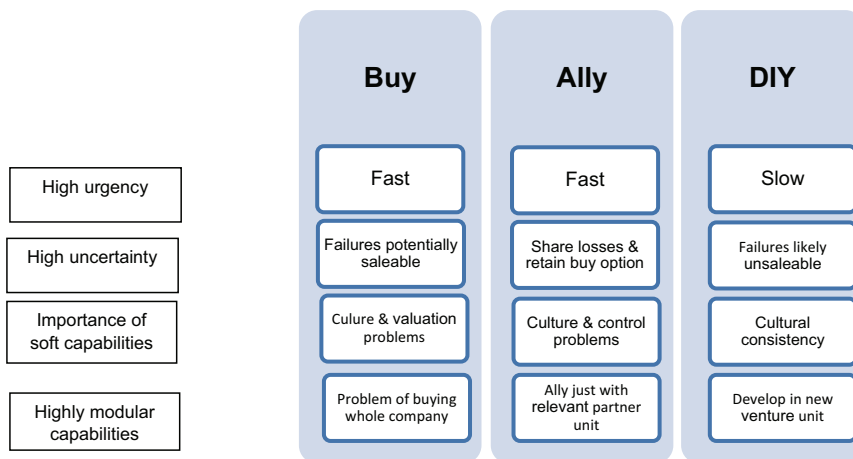 Buy
Ally
DIY
High urgency
Fast
Fast
Slow
High uncertainty
Failures potentially
saleable
Share losses &
retain buy option
Failures likely
unsaleable
Importance of
soft capabilities
Culure & valuation
problems
Culture & control
problems
Cultural
consistency
Highly modular
capabilities
Problem of buying
whole company
Ally just with
relevant partner
unit
Develop in new
venture unit